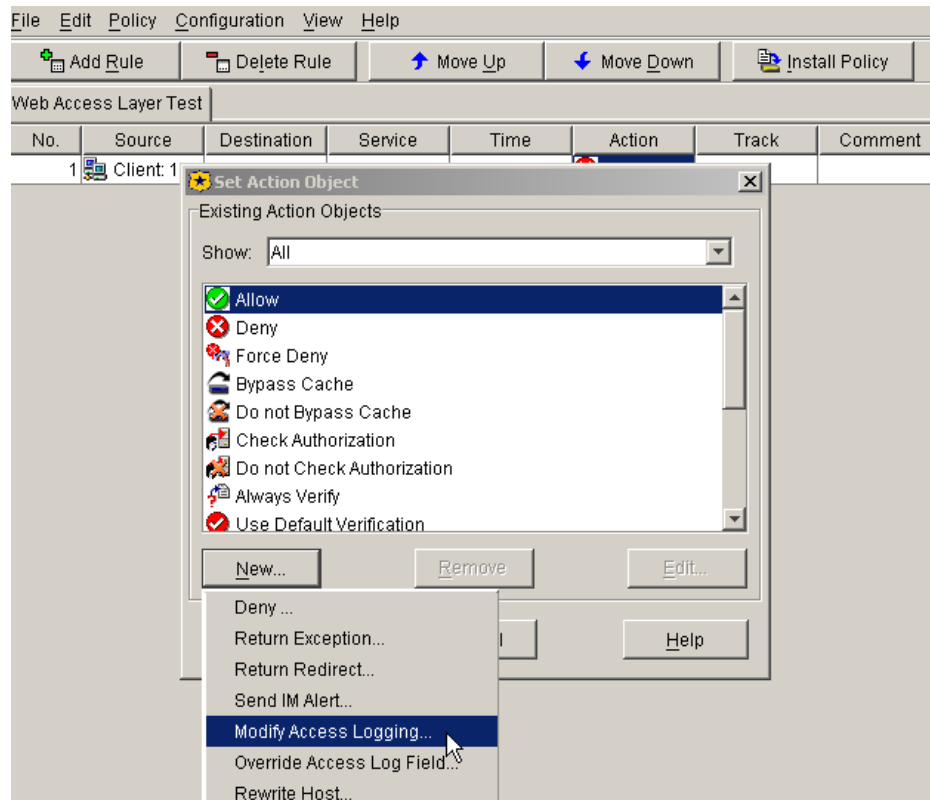 File Edit Policy Configuration View Help
Add Rule Delete Rule Move Up Move Down Install Policy
Web Access Layer Test
No. Source Destination Service Time Action Track Comment
1 Client: 1
Set Action Object
Existing Action Objects
Show: All
Allow
Deny
Force Deny
Bypass Cache
Do not Bypass Cache
Check Authorization
Do not Check Authorization
Always Verify
Use Default Verification
New... Remove Edit...
Deny ...
Return Exception...
Help
Return Redirect...
Send IM Alert...
Modify Access Logging...
Override Access Log Field...
Rewrite Host...